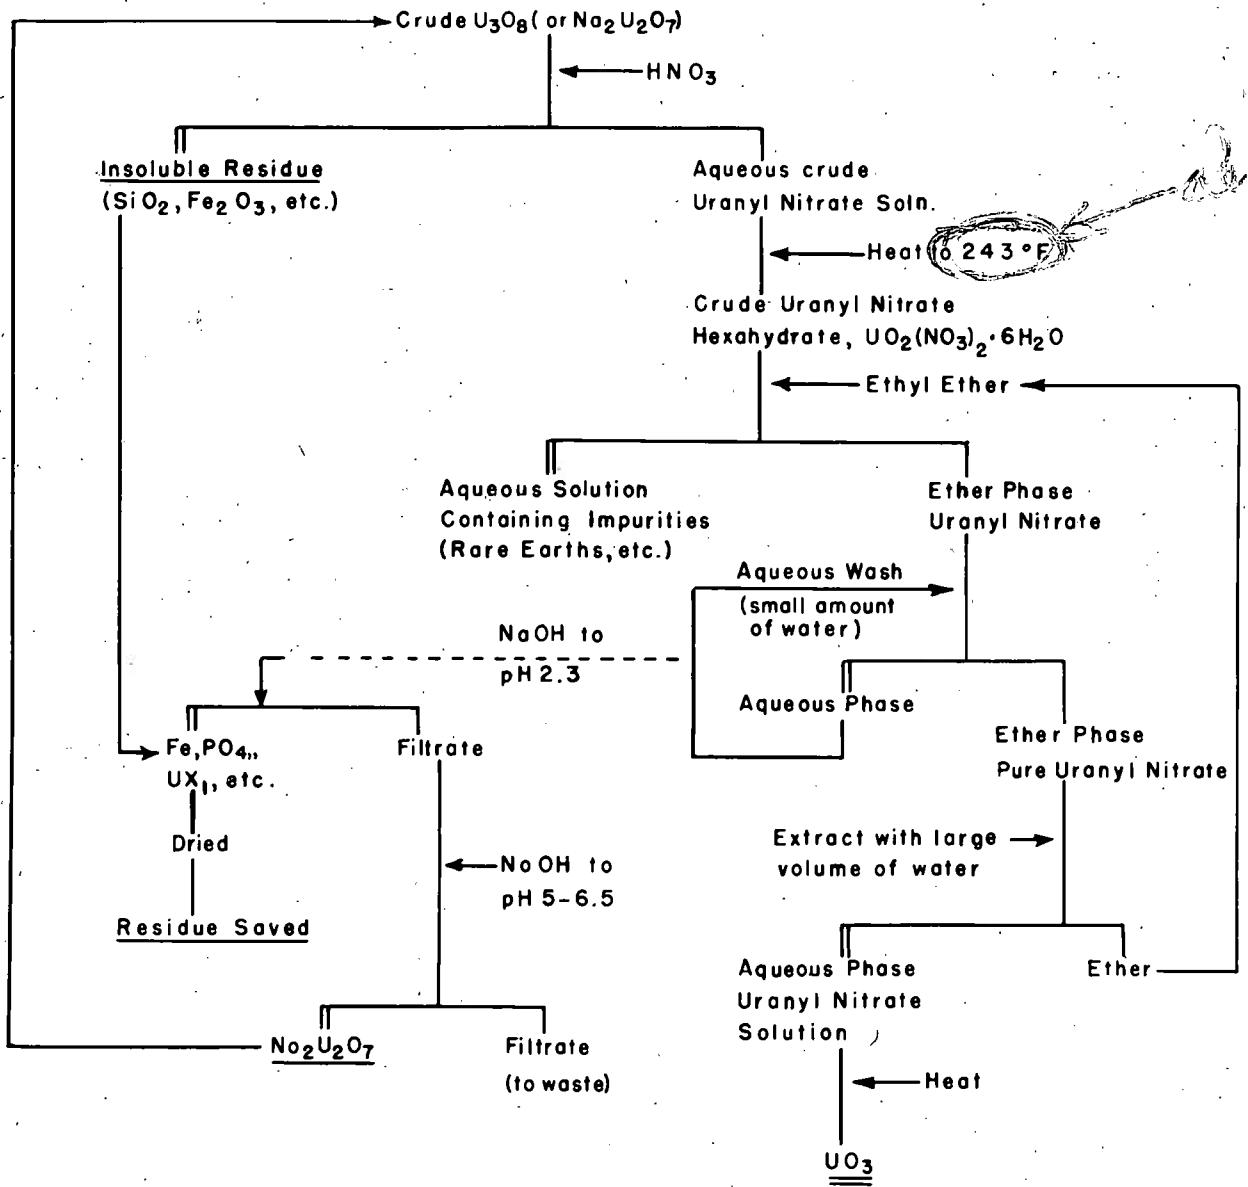 Crude U3O8 (or Na2U2O7)
HNO3
Insoluble Residue
(SiO2, Fe2O3, etc.)
Aqueous crude
Uranyl Nitrate Soln.
Heat to 243°F
Crude Uranyl Nitrate
Hexahydrate, UO2(NO3)2·6H2O
Ethyl Ether
Aqueous Solution
Containing Impurities
(Rare Earths, etc.)
Ether Phase
Uranyl Nitrate
Aqueous Wash
(small amount
of water)
NaOH to
pH 2.3
Aqueous Phase
Fe, PO4,,
UX1, etc.
Filtrate
Ether Phase
Pure Uranyl Nitrate
Dried
NaOH to
pH 5-6.5
Extract with large
volume of water
Residue Saved
Aqueous Phase
Uranyl Nitrate
Solution
Ether
No2U2O7
Filtrate
(to waste)
Heat
UO3